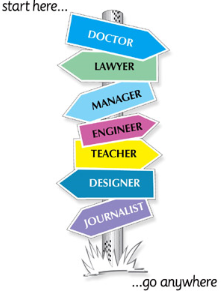 start here...
DOCTOR
LAWYER
MANAGER
ENGINEER
TEACHER
DESIGNER
JOURNALIST
...go anywhere